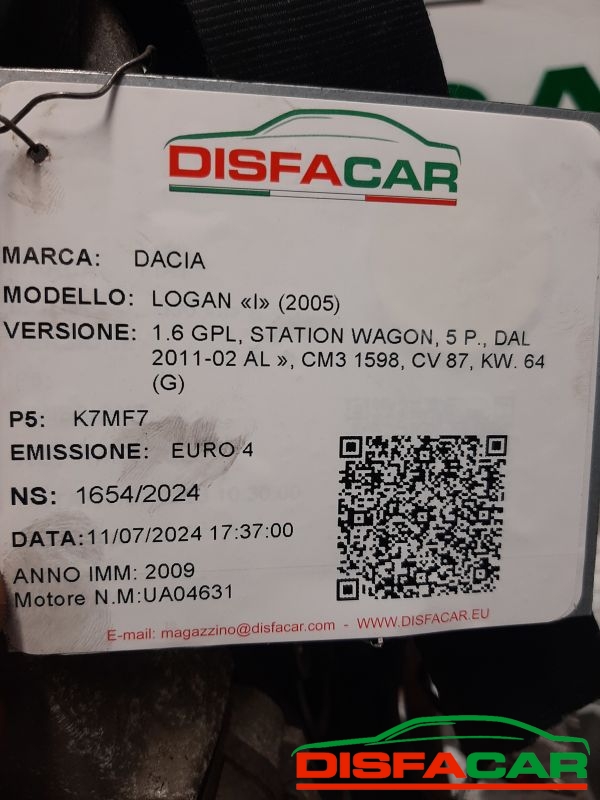 DISFACAR
MARCA: DACIA
MODELLO: LOGAN «I» (2005)
VERSIONE: 1.6 GPL, STATION WAGON, 5 P., DAL
2011-02 AL », CM3 1598, CV 87, KW. 64
(G)
P5: K7MF7
EMISSIONE: EURO 4
NS: 1654/2024
DATA:11/07/2024 17:37:00
ANNO IMM: 2009
Motore N.M:UA04631
E-mail: magazzino@disfacar.com - WWW.DISFACAR.EU
DISFACAR